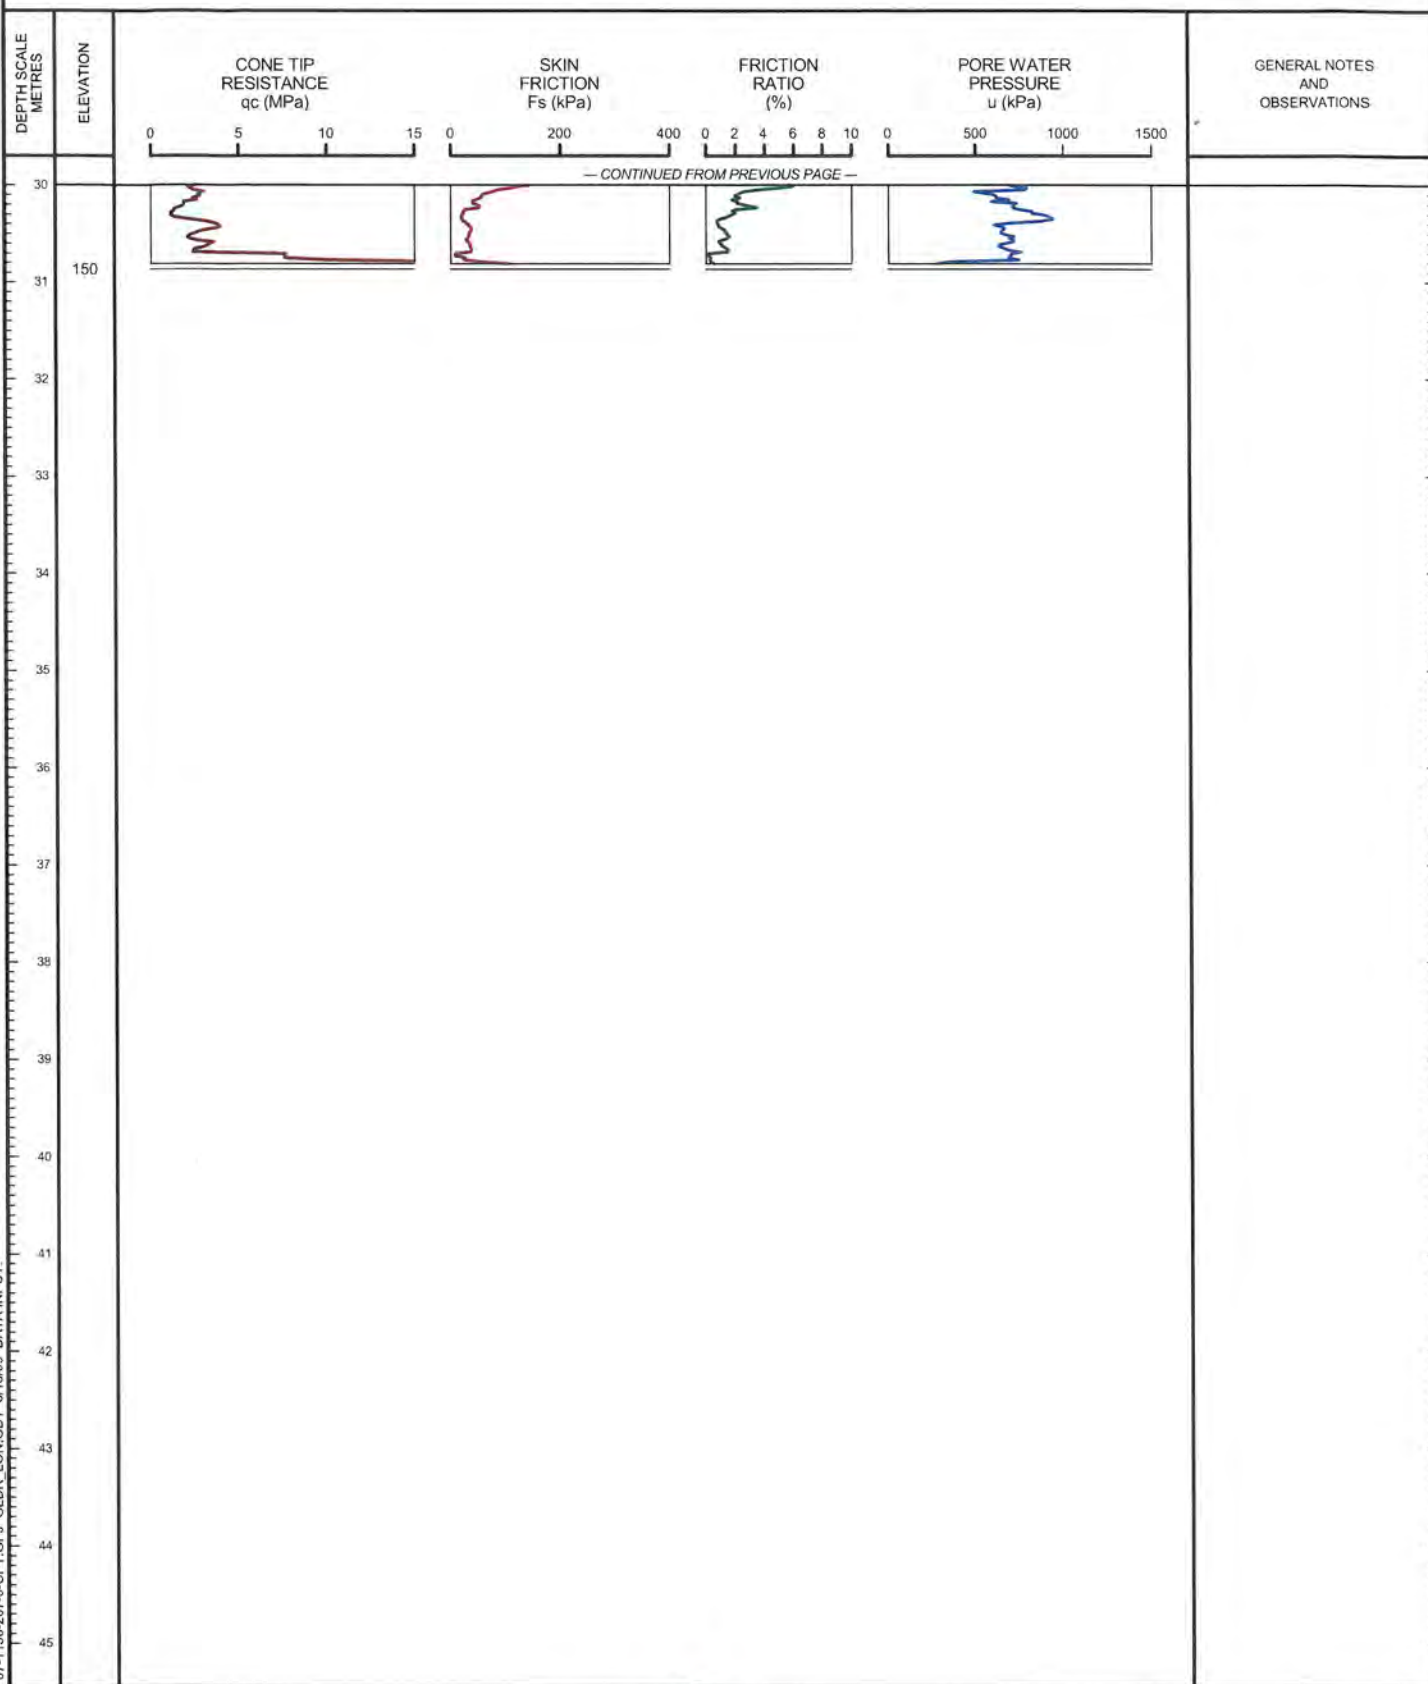 DEPTH SCALE
METRES
ELEVATION
CONE TIP
RESISTANCE
qc (MPa)
0 5 10 15
SKIN
FRICTION
Fs (kPa)
0 200 400
FRICTION
RATIO
(%)
0 2 4 6 8 10
PORE WATER
PRESSURE
u (kPa)
0 500 1000 1500
GENERAL NOTES
AND
OBSERVATIONS
— CONTINUED FROM PREVIOUS PAGE —
30
150
31
32
33
34
35
36
37
38
39
40
41
42
43
44
45